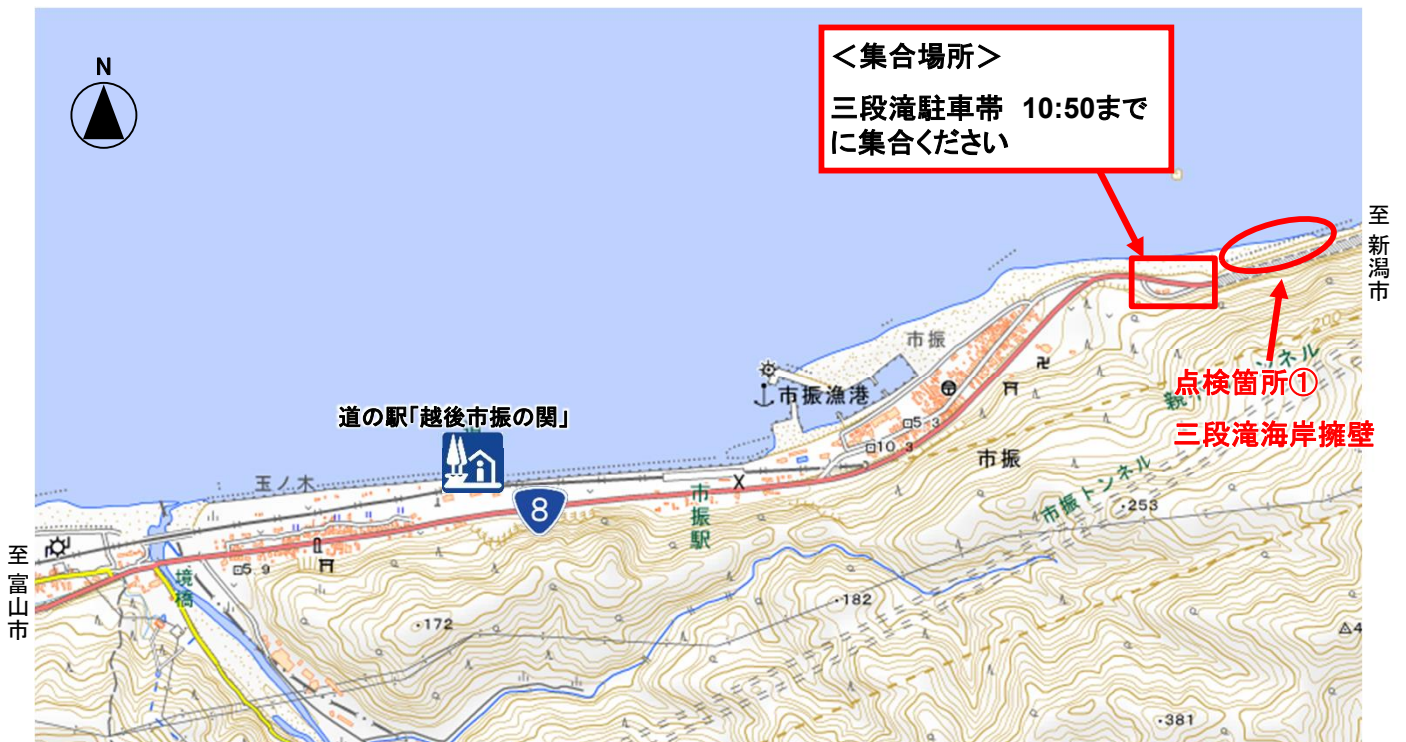 N
<集合場所>
三段滝駐車帯 10:50まで
に集合ください
至 新潟市
200
市振
点検箇所①
三段滝海岸擁壁
市振漁港
5 3
10 3
市振
道の駅「越後市振の関」
玉ノ木
8
市振駅
市振トンネル
・253
至 富山市
5 9
境橋
・182
・172
4
・381